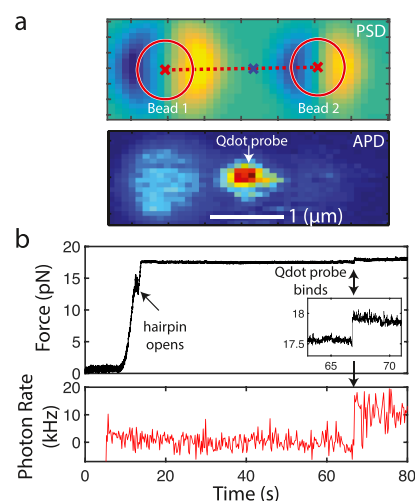 a
PSD
Bead 1
Bead 2
APD
Qdot probe
1 (μm)
b
Force (pN)
20
15
10
5
0
hairpin
opens
Qdot probe
binds
18
17.5
65
70
Photon Rate
(kHz)
20
10
0
0
20
40
60
80
Time (s)